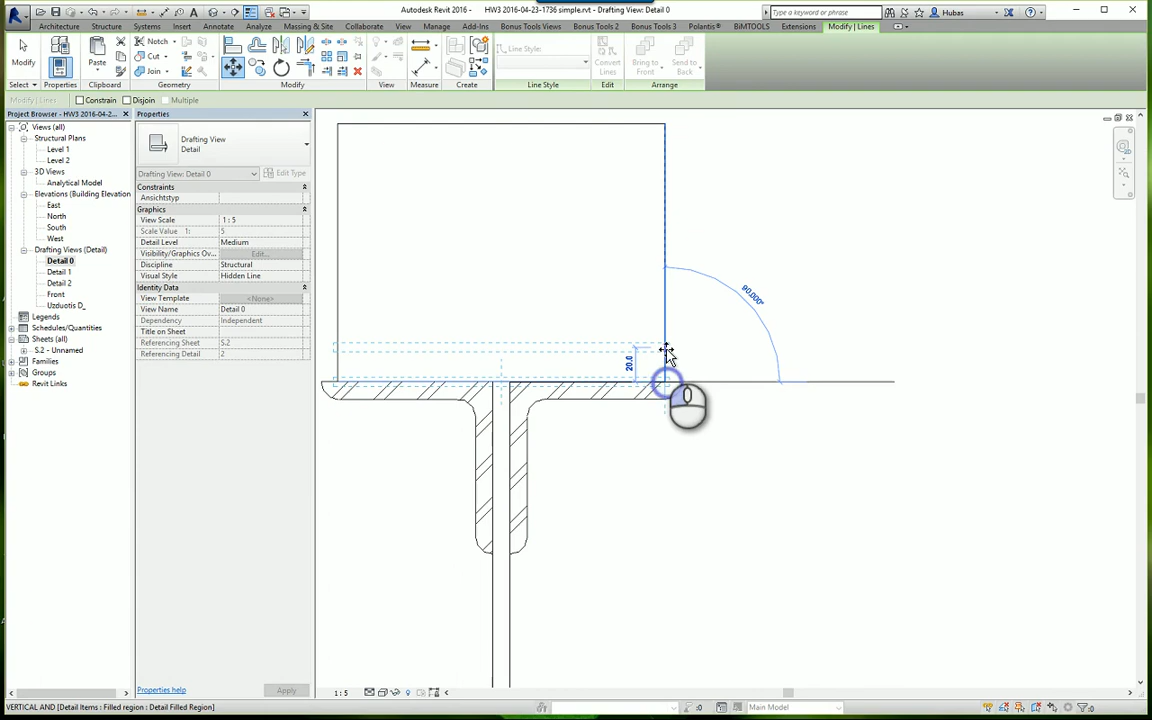 Autodesk Revit 2016 - HW3 2016-04-23-1736 simple.rvt - Drafting View: Detail 0
Type a keyword or phrase
Hubas
Architecture Structure Systems Insert Annotate Analyze Massing & Site Collaborate View Manage Add-Ins Bonus Tools Bonus Tools 2 Bonus Tools 3 Polantis® BiMTOOLS Extensions Modify | Lines
Modify
Properties
Paste
Notch
Cut
Join
Line Style:
Convert Lines
Bring to Front
Send to Back
Select
Properties
Clipboard
Geometry
Modify
View
Measure
Create
Line Style
Edit
Arrange
Modify | Lines
Constrain
Disjoin
Multiple
Project Browser - HW3 2016-04-2...
Views (all)
Structural Plans
Level 1
Level 2
3D Views
Analytical Model
Elevations (Building Elevation
East
North
South
West
Drafting Views (Detail)
Detail 0
Detail 1
Detail 2
Front
Uzduotis D_
Legends
Schedules/Quantities
Sheets (all)
S.2 - Unnamed
Families
Groups
Revit Links
Properties
Drafting View
Detail
Drafting View: Detail 0
Edit Type
Constraints
Ansichtstyp
Graphics
View Scale 1 : 5
Scale Value 1: 5
Detail Level Medium
Visibility/Graphics Ov... Edit...
Discipline Structural
Visual Style Hidden Line
Identity Data
View Template <None>
View Name Detail 0
Dependency Independent
Title on Sheet
Referencing Sheet S.2
Referencing Detail 2
Properties help
Apply
90.000°
20.0
1 : 5
VERTICAL AND (Detail Items : Filled region : Detail Filled Region)
:0
Main Model
:0